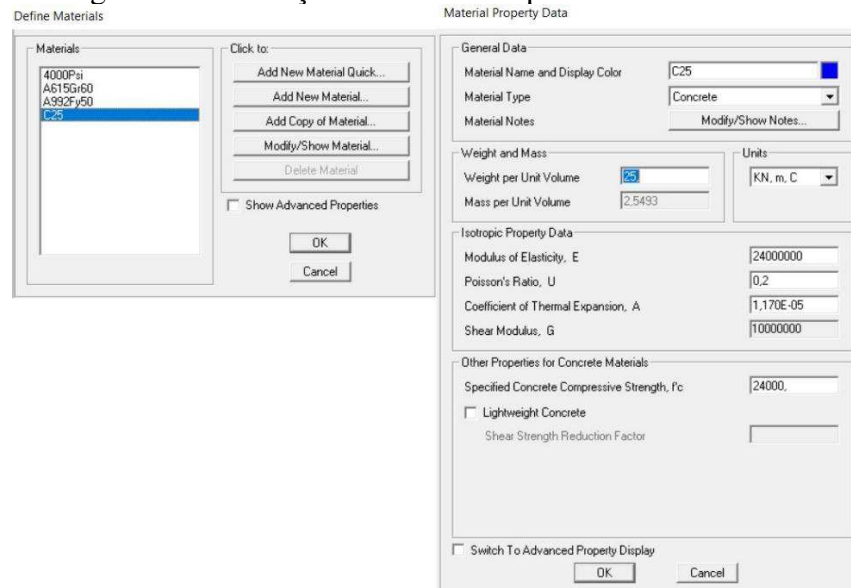 Define Materials
Materials
4000Psi
A615Gr60
A992Fy50
C25
Click to:
Add New Material Quick...
Add New Material...
Add Copy of Material...
Modify/Show Material...
Delete Material
Show Advanced Properties
OK
Cancel
Material Property Data
General Data
Material Name and Display Color C25
Material Type Concrete
Material Notes Modify/Show Notes...
Weight and Mass
Weight per Unit Volume 25,
Mass per Unit Volume 2,5493
Units
KN, m, C
Isotropic Property Data
Modulus of Elasticity, E 24000000
Poisson's Ratio, U 0,2
Coefficient of Thermal Expansion, A 1,170E-05
Shear Modulus, G 10000000
Other Properties for Concrete Materials
Specified Concrete Compressive Strength, f'c 24000,
Lightweight Concrete
Shear Strength Reduction Factor
Switch To Advanced Property Display
OK
Cancel